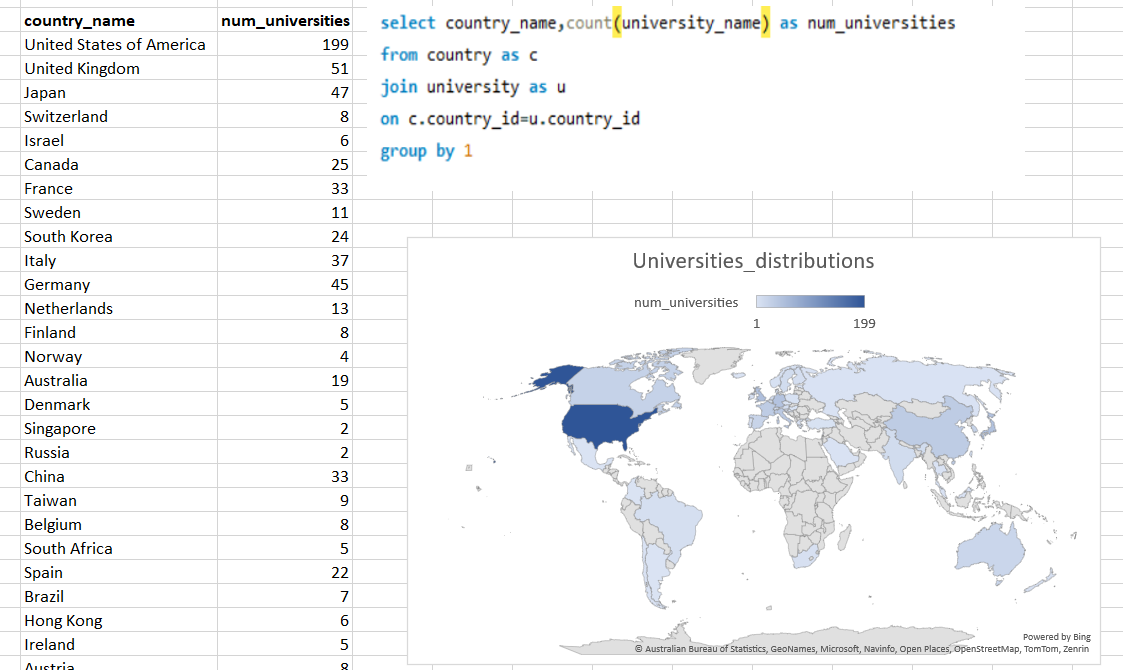 country_name num_universities
United States of America 199
United Kingdom 51
Japan 47
Switzerland 8
Israel 6
Canada 25
France 33
Sweden 11
South Korea 24
Italy 37
Germany 45
Netherlands 13
Finland 8
Norway 4
Australia 19
Denmark 5
Singapore 2
Russia 2
China 33
Taiwan 9
Belgium 8
South Africa 5
Spain 22
Brazil 7
Hong Kong 6
Ireland 5
Austria 8
select country_name,count(university_name) as num_universities
from country as c
join university as u
on c.country_id=u.country_id
group by 1
Universities_distributions
num_universities
1 199
Powered by Bing
© Australian Bureau of Statistics, GeoNames, Microsoft, Navinfo, Open Places, OpenStreetMap, TomTom, Zenrin